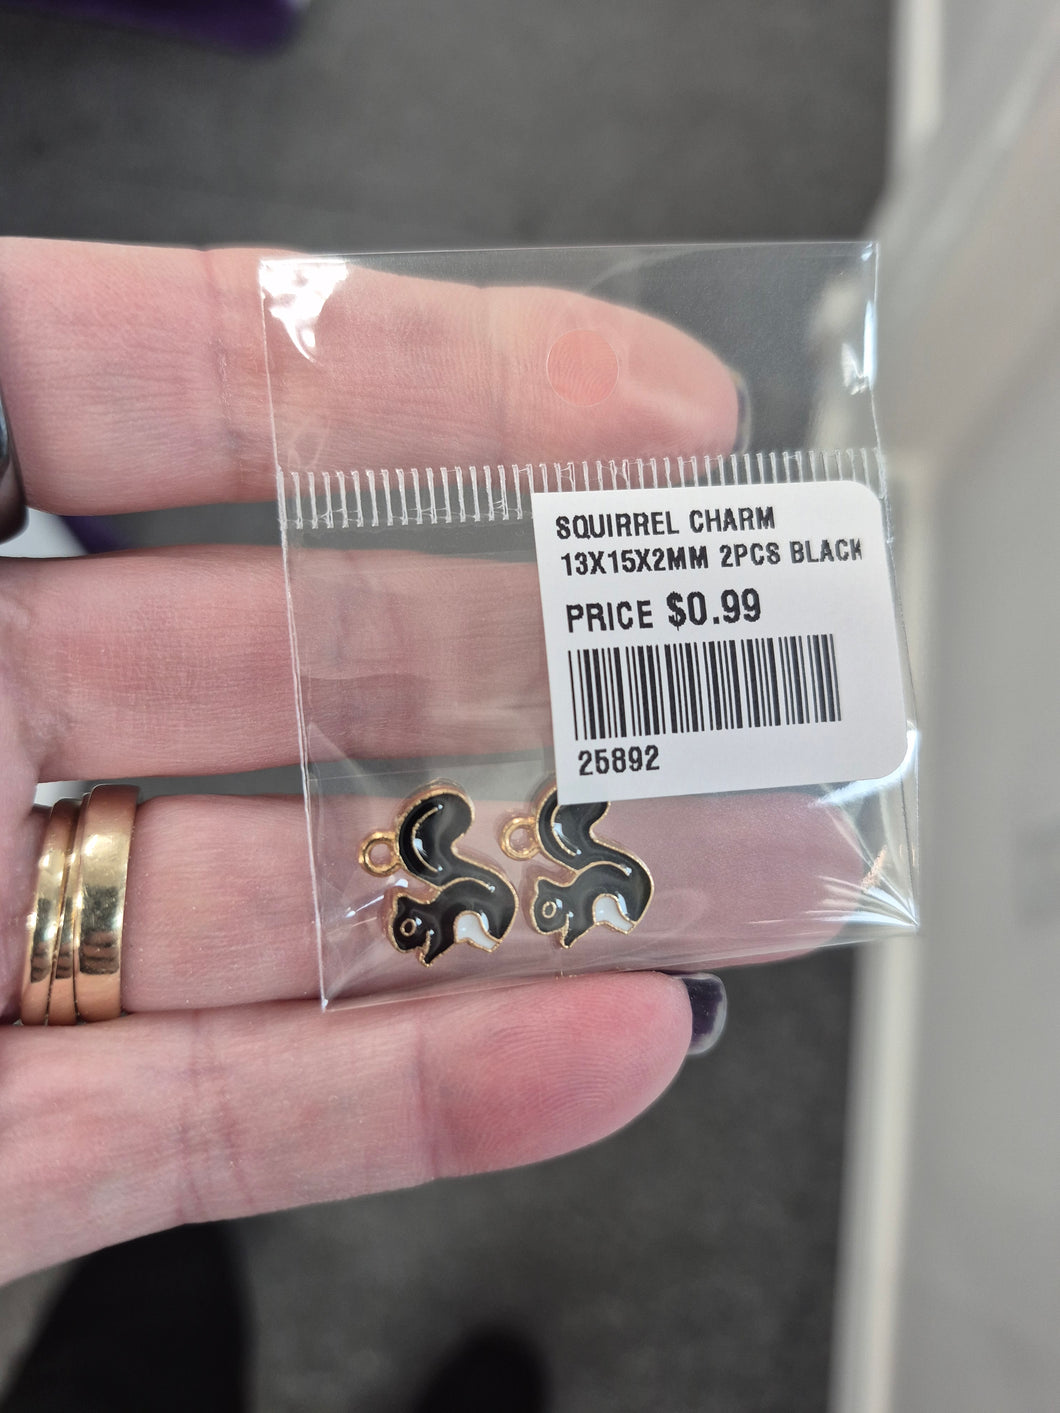 SQUIRREL CHARM
13X15X2MM 2PCS BLACK
PRICE $0.99
25892